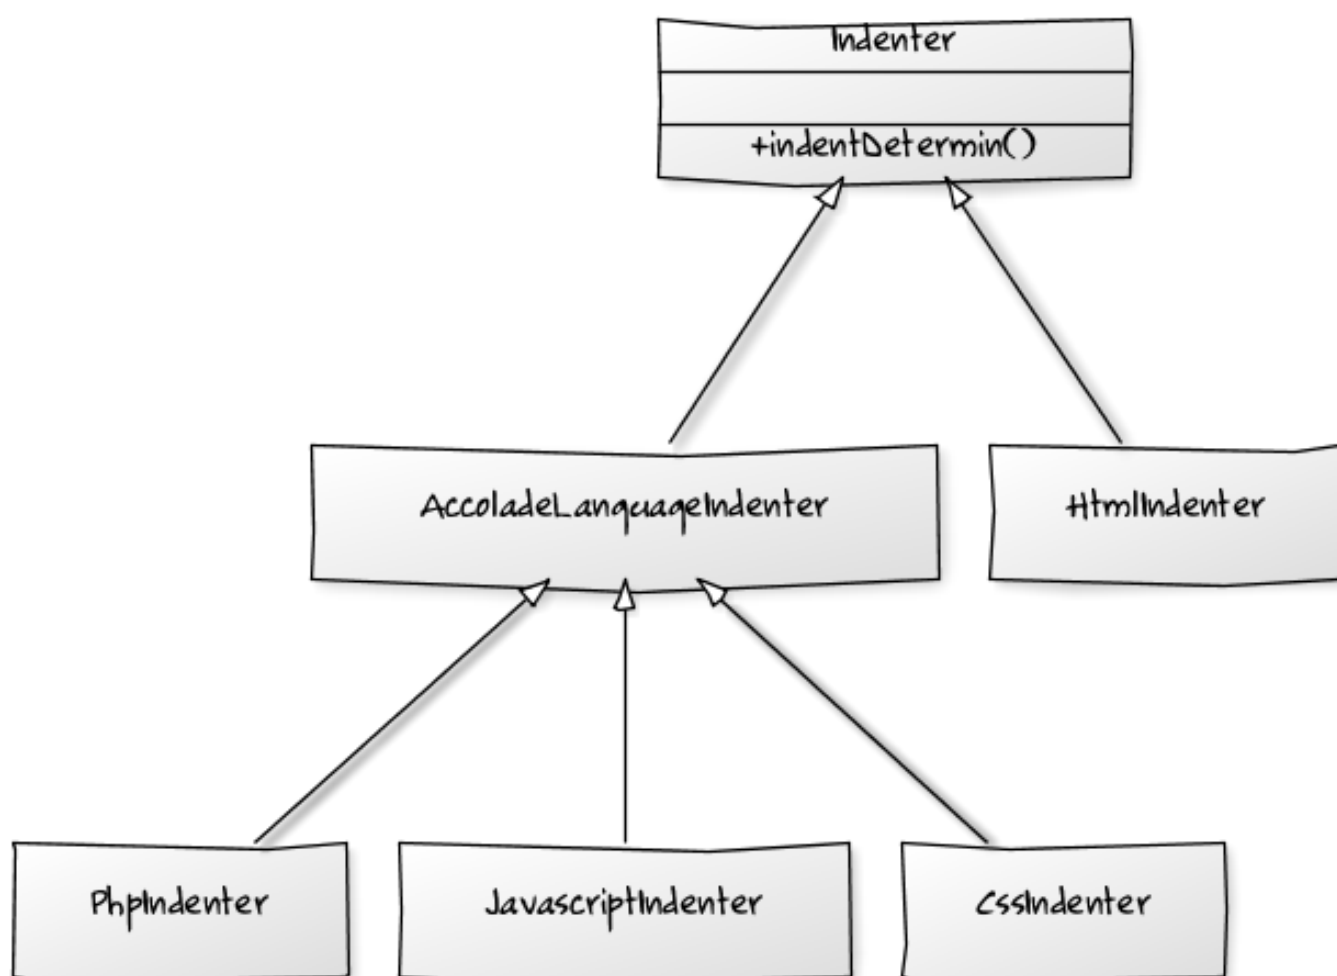 Indenter
+indentDetermin()
AccoladeLanguageIndenter
HtmlIndenter
PhpIndenter
JavascriptIndenter
CssIndenter